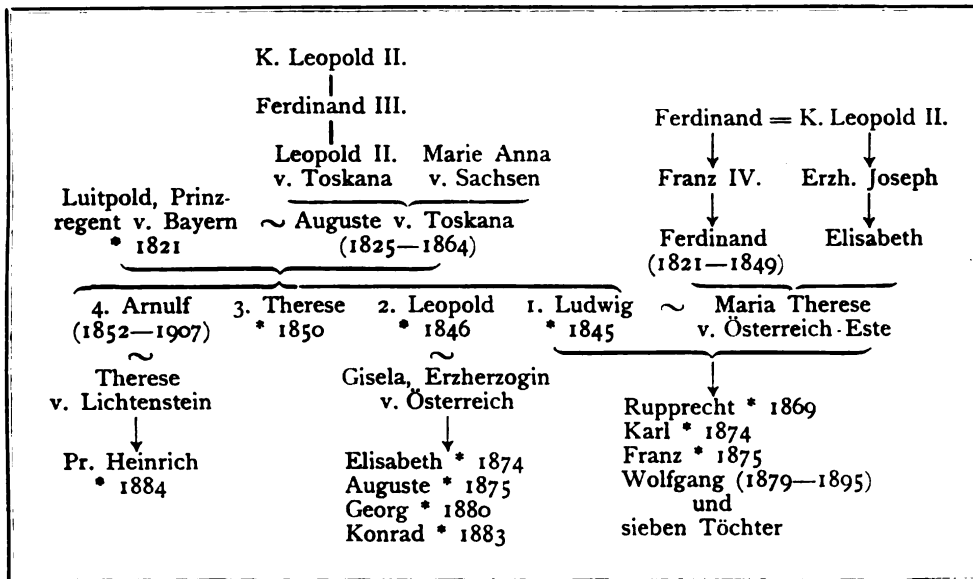 K. Leopold II.
Ferdinand III.
Leopold II.
v. Toskana
Marie Anna
v. Sachsen
Ferdinand = K. Leopold II.
Franz IV.
Erzh. Joseph
Luitpold, Prinz-
regent v. Bayern
* 1821
~ Auguste v. Toskana
(1825—1864)
Ferdinand
(1821—1849)
Elisabeth
4. Arnulf
(1852—1907)
3. Therese
* 1850
2. Leopold
* 1846
1. Ludwig
* 1845
~
Maria Therese
v. Österreich-Este
~
Therese
v. Lichtenstein
~
Gisela, Erzherzogin
v. Österreich
Pr. Heinrich
* 1884
Elisabeth * 1874
Auguste * 1875
Georg * 1880
Konrad * 1883
Rupprecht * 1869
Karl * 1874
Franz * 1875
Wolfgang (1879—1895)
und
sieben Töchter